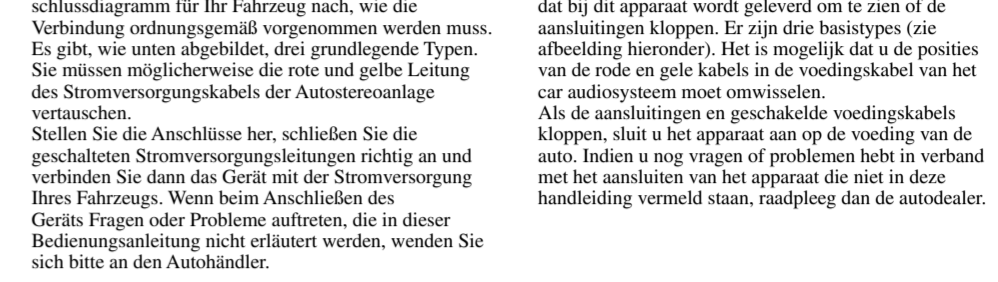 schlussdiagramm für Ihr Fahrzeug nach, wie die
Verbindung ordnungsgemäß vorgenommen werden muss.
Es gibt, wie unten abgebildet, drei grundlegende Typen.
Sie müssen möglicherweise die rote und gelbe Leitung
des Stromversorgungskabels der Autostereoanlage
vertauschen.
Stellen Sie die Anschlüsse her, schließen Sie die
geschalteten Stromversorgungsleitungen richtig an und
verbinden Sie dann das Gerät mit der Stromversorgung
Ihres Fahrzeugs. Wenn beim Anschließen des
Geräts Fragen oder Probleme auftreten, die in dieser
Bedienungsanleitung nicht erläutert werden, wenden Sie
sich bitte an den Autohändler.
dat bij dit apparaat wordt geleverd om te zien of de
aansluitingen kloppen. Er zijn drie basistypes (zie
afbeelding hieronder). Het is mogelijk dat u de posities
van de rode en gele kabels in de voedingskabel van het
car audiosysteem moet omwisselen.
Als de aansluitingen en geschakelde voedingskabels
kloppen, sluit u het apparaat aan op de voeding van de
auto. Indien u nog vragen of problemen hebt in verband
met het aansluiten van het apparaat die niet in deze
handleiding vermeld staan, raadpleeg dan de autodealer.